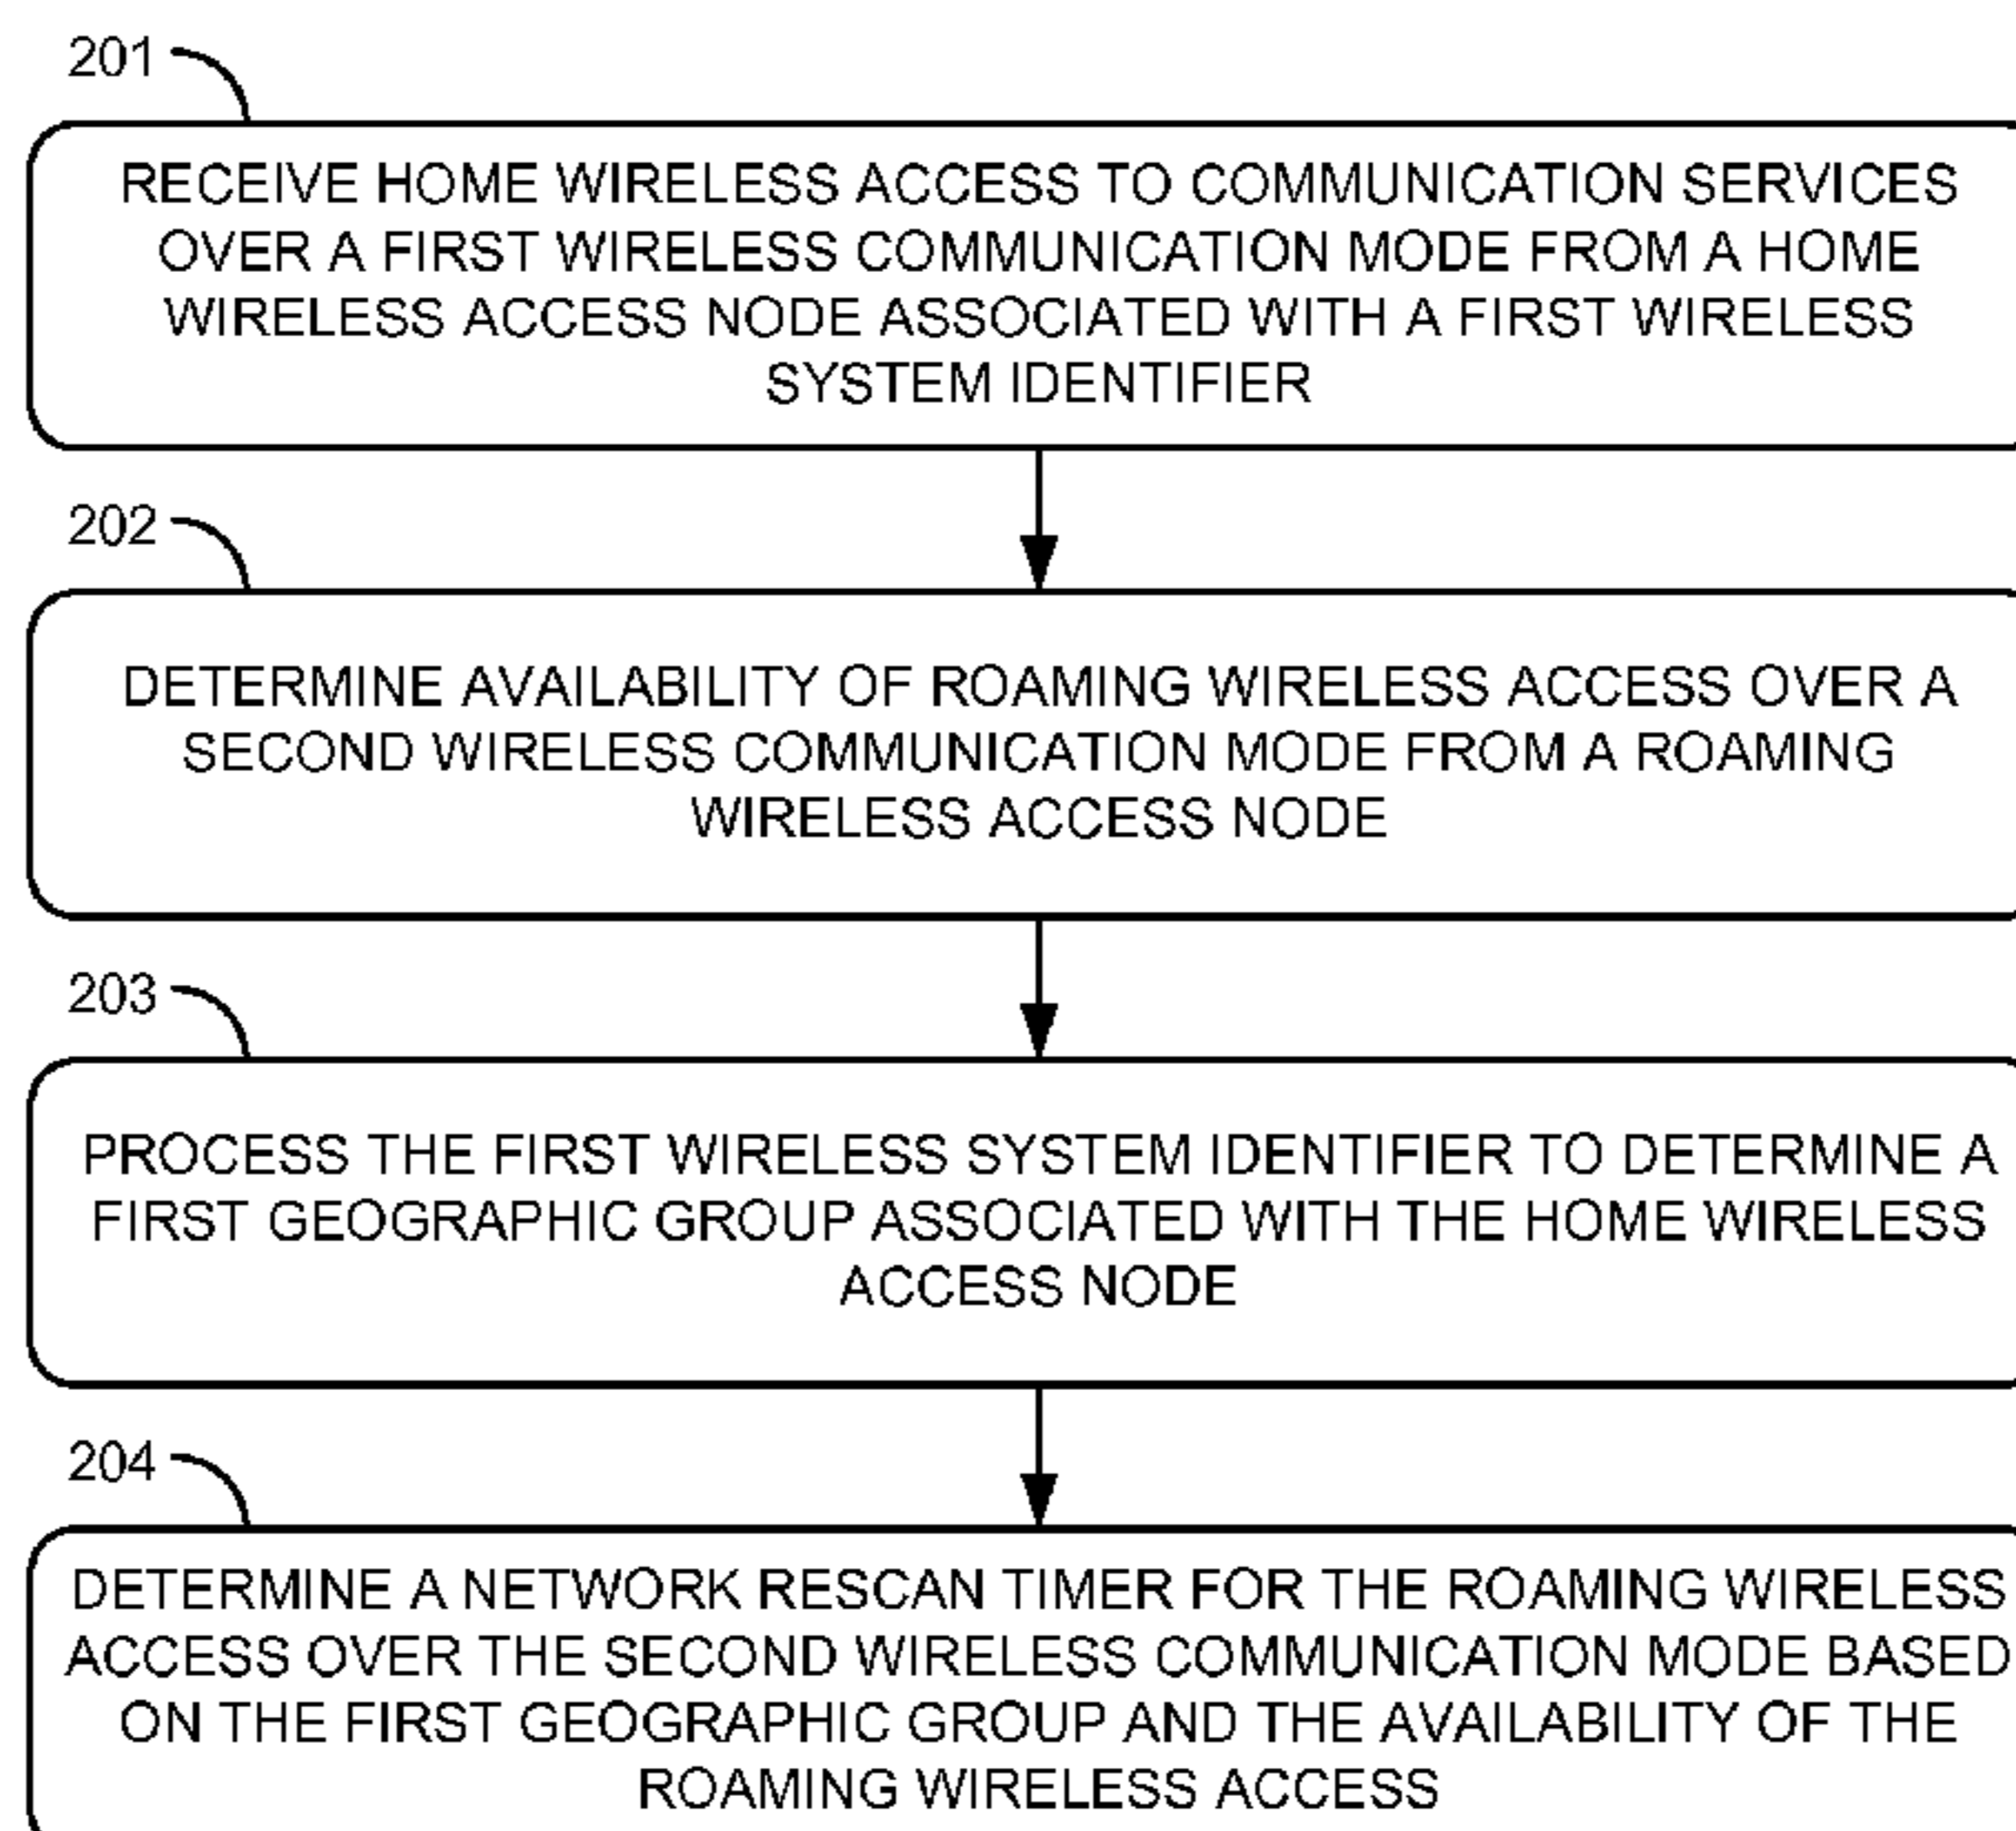 201
RECEIVE HOME WIRELESS ACCESS TO COMMUNICATION SERVICES
OVER A FIRST WIRELESS COMMUNICATION MODE FROM A HOME
WIRELESS ACCESS NODE ASSOCIATED WITH A FIRST WIRELESS
SYSTEM IDENTIFIER
202
DETERMINE AVAILABILITY OF ROAMING WIRELESS ACCESS OVER A
SECOND WIRELESS COMMUNICATION MODE FROM A ROAMING
WIRELESS ACCESS NODE
203
PROCESS THE FIRST WIRELESS SYSTEM IDENTIFIER TO DETERMINE A
FIRST GEOGRAPHIC GROUP ASSOCIATED WITH THE HOME WIRELESS
ACCESS NODE
204
DETERMINE A NETWORK RESCAN TIMER FOR THE ROAMING WIRELESS
ACCESS OVER THE SECOND WIRELESS COMMUNICATION MODE BASED
ON THE FIRST GEOGRAPHIC GROUP AND THE AVAILABILITY OF THE
ROAMING WIRELESS ACCESS